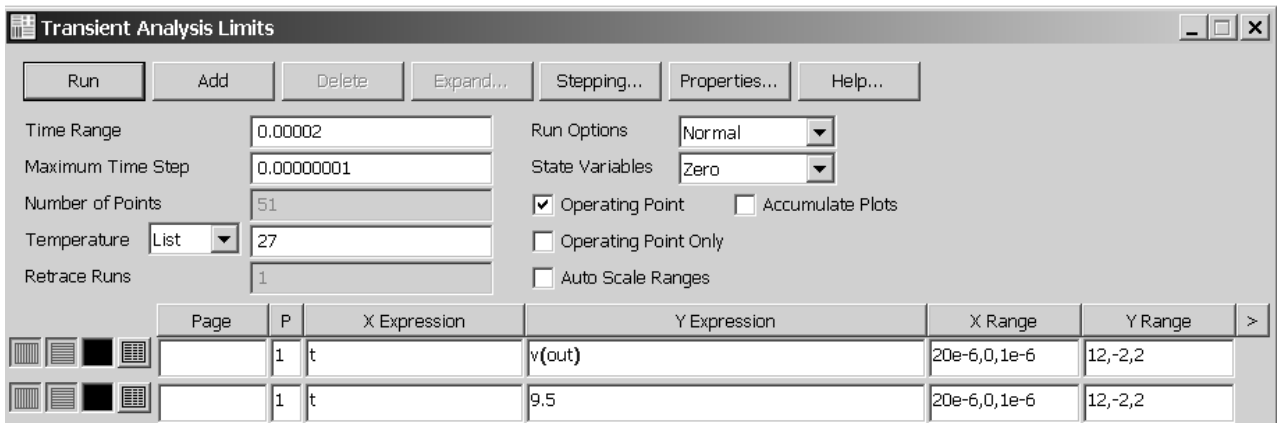 Transient Analysis Limits
Run Add Delete Expand... Stepping... Properties... Help...
Time Range 0.00002 Run Options Normal
Maximum Time Step 0.00000001 State Variables Zero
Number of Points 51 Operating Point Accumulate Plots
Temperature List 27 Operating Point Only
Retrace Runs 1 Auto Scale Ranges
Page P X Expression Y Expression X Range Y Range >
1 t v(out) 20e-6,0,1e-6 12,-2,2
1 t 9.5 20e-6,0,1e-6 12,-2,2